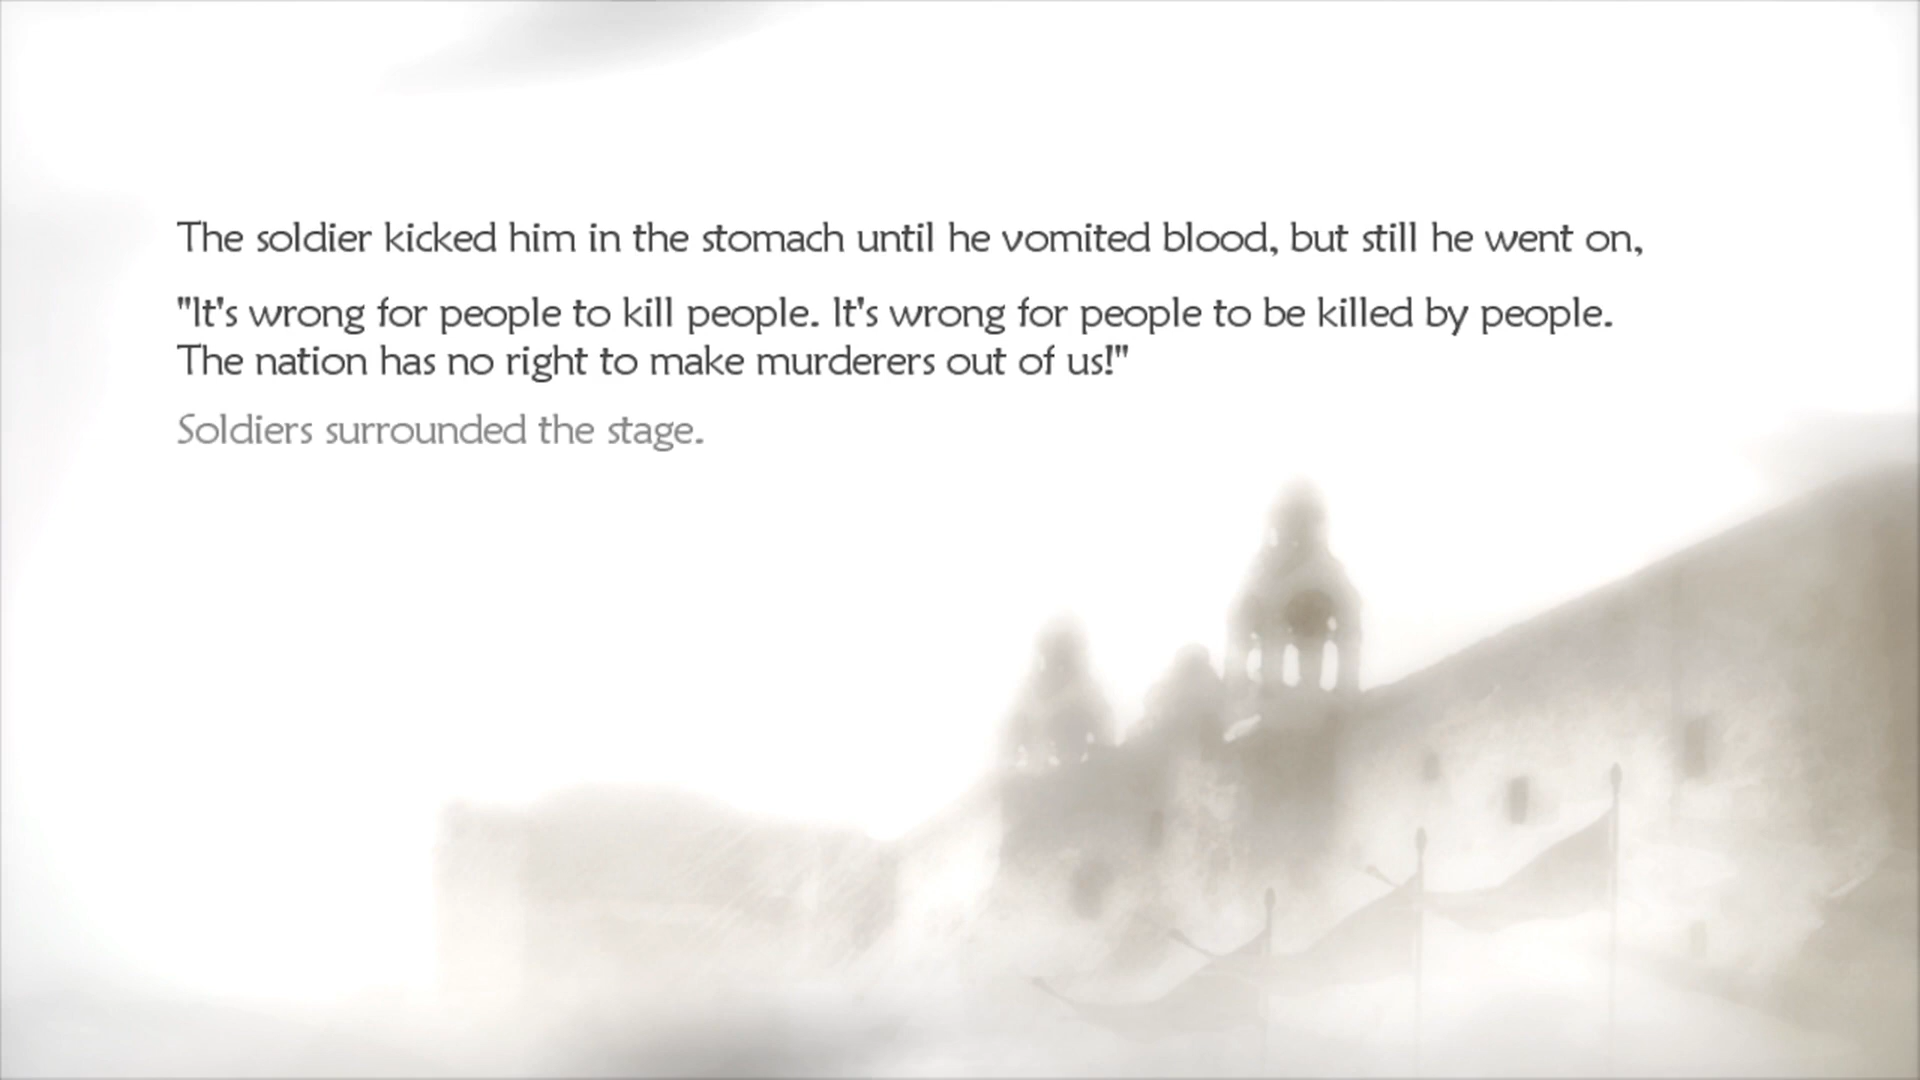 The soldier kicked him in the stomach until he vomited blood, but still he went on,
"It's wrong for people to kill people. It's wrong for people to be killed by people.
The nation has no right to make murderers out of us!"
Soldiers surrounded the stage.